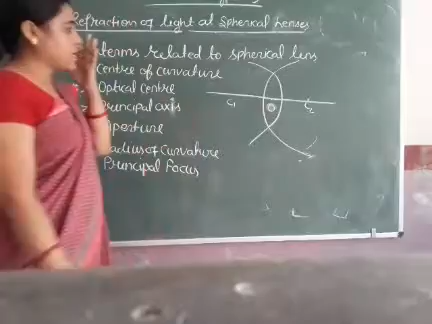 Refraction of light at Spherical Lenses
terms related to spherical lens
Centre of curvature
Optical centre
Principal axis
Aperture
Radius of curvature
Principal Focus
C1
C2